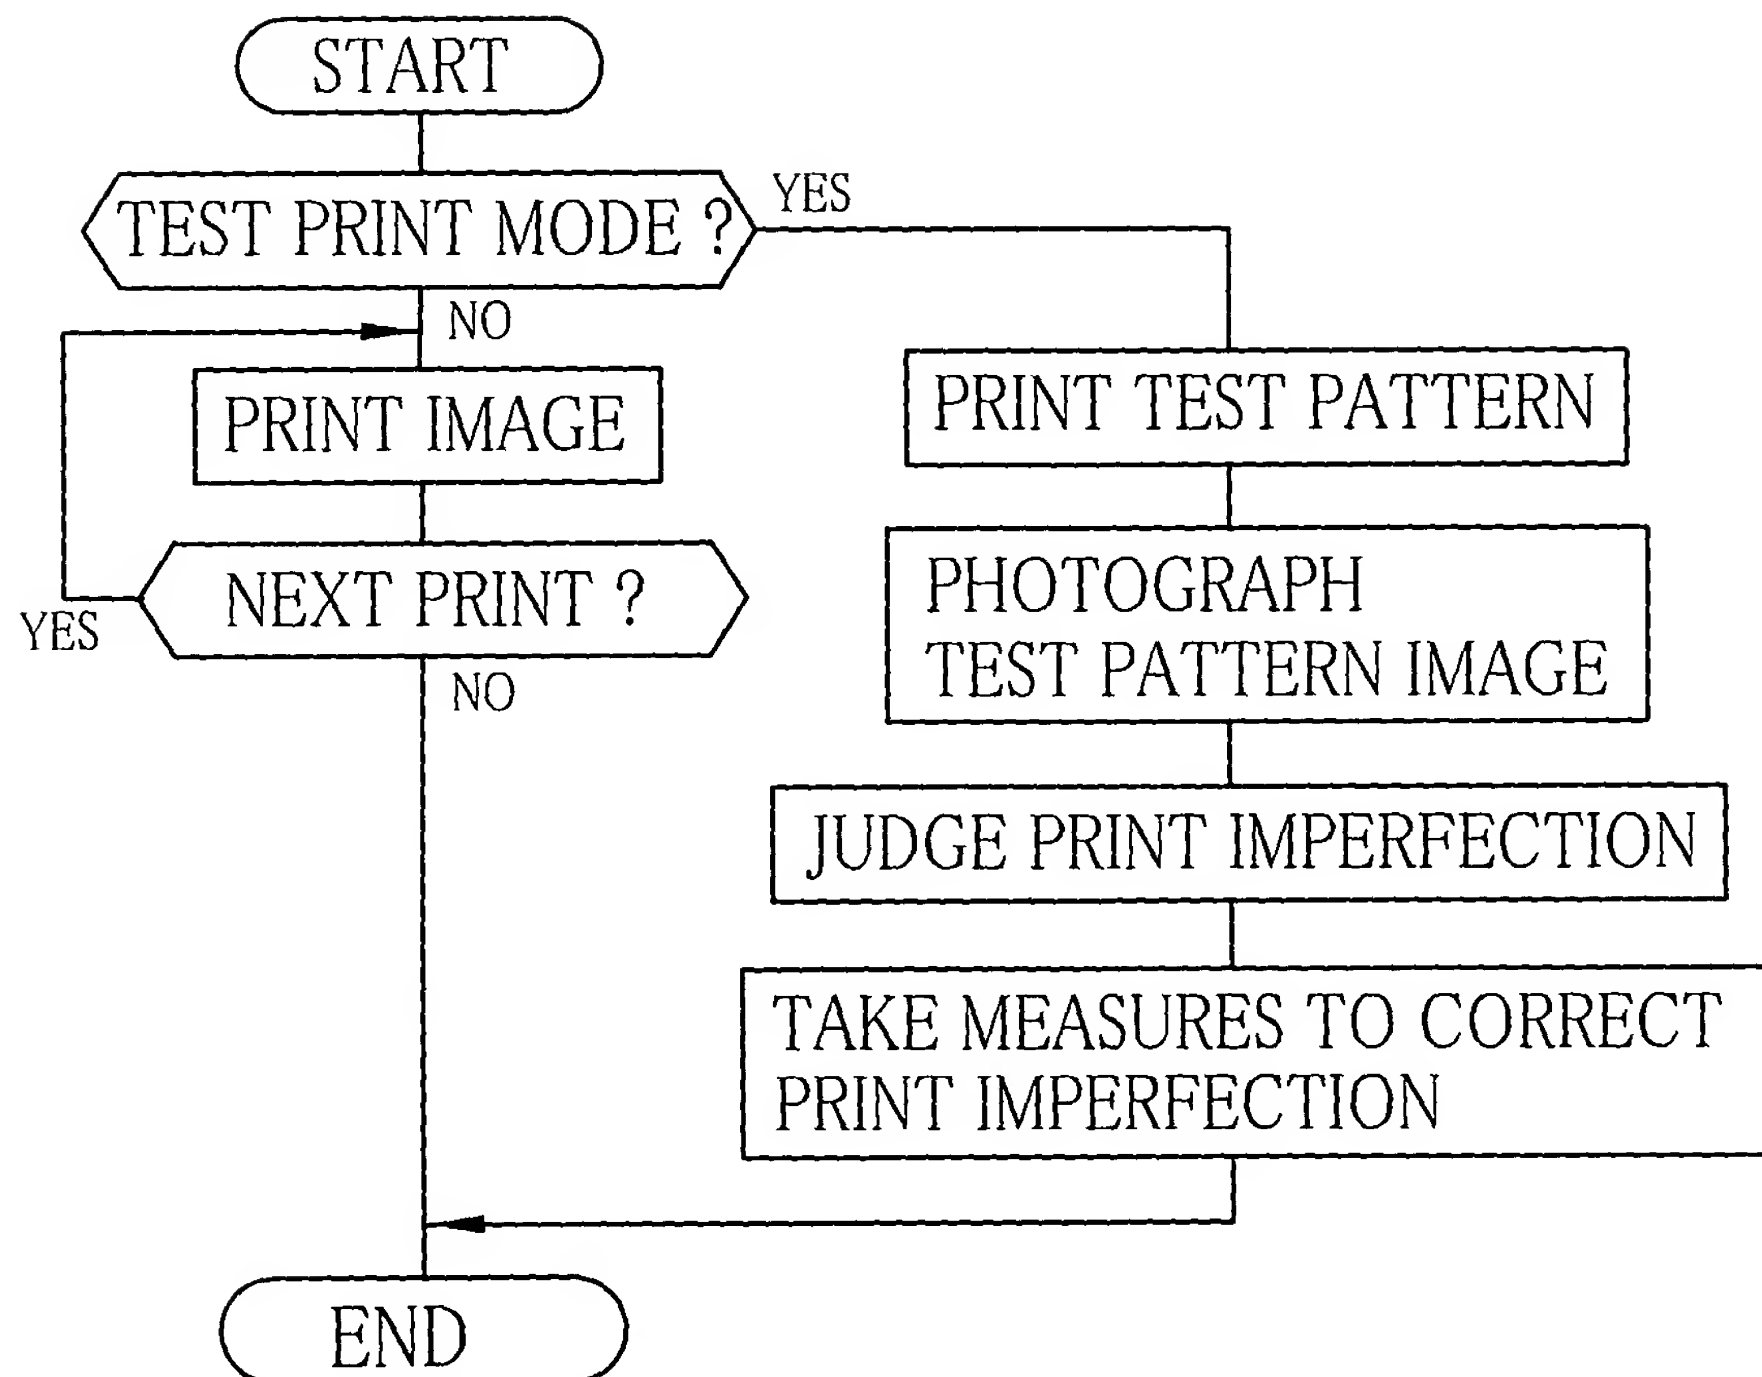 START
TEST PRINT MODE ?
YES
NO
PRINT IMAGE
NEXT PRINT ?
YES
NO
PRINT TEST PATTERN
PHOTOGRAPH
TEST PATTERN IMAGE
JUDGE PRINT IMPERFECTION
TAKE MEASURES TO CORRECT
PRINT IMPERFECTION
END